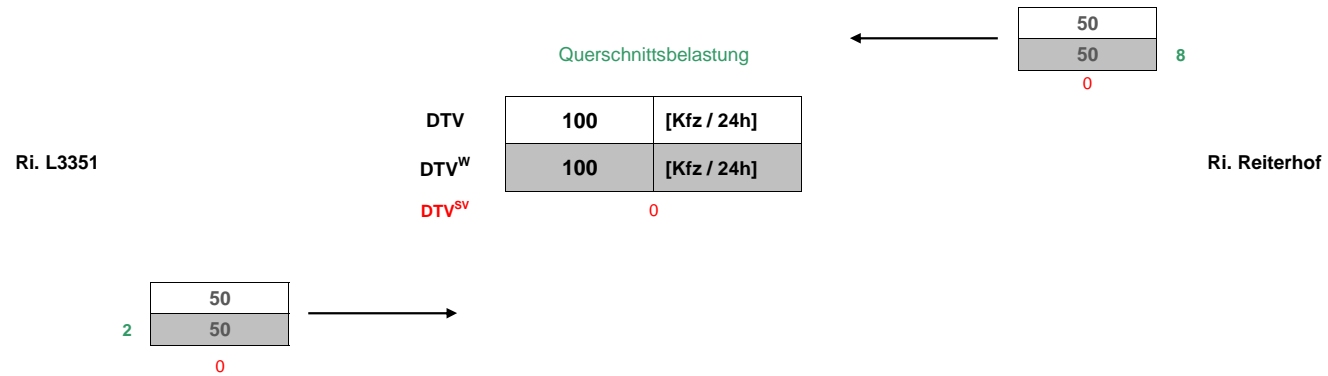 50
Querschnittsbelastung
50 8
0
DTV 100 [Kfz / 24h]
Ri. L3351 DTVᵂ 100 [Kfz / 24h] Ri. Reiterhof
DTVˢⱽ 0
50
2 50
0